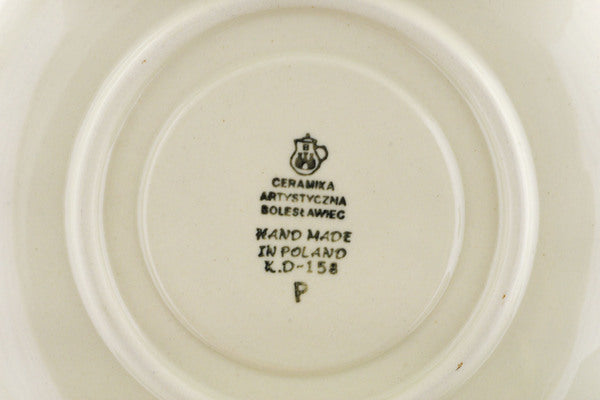 CERAMIKA
ARTYSTYCZNA
BOLESŁAWIEC
HAND MADE
IN POLAND
K.D-158
P